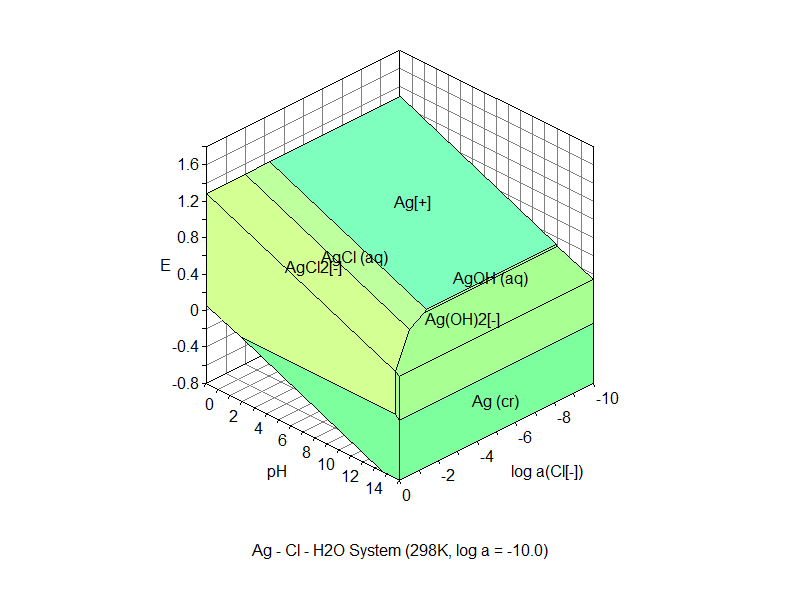 1.6
1.2
0.8
E
0.4
0
-0.4
-0.8
Ag[+]
AgCl (aq)
AgCl2[-]
AgOH (aq)
Ag(OH)2[-]
Ag (cr)
0
2
4
6
8
10
12
14
pH
0
-2
-4
-6
-8
-10
log a(Cl[-])
Ag - Cl - H2O System (298K, log a = -10.0)